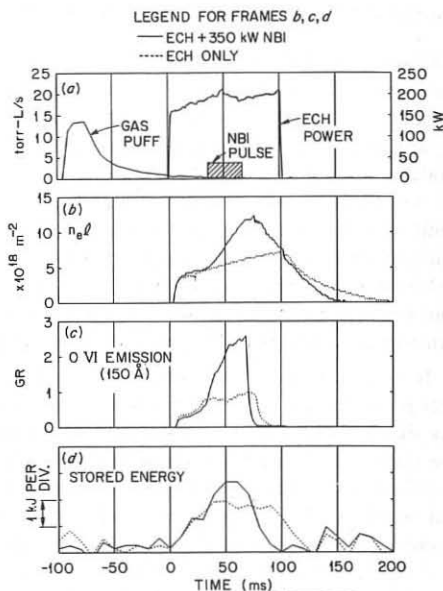 LEGEND FOR FRAMES b, c, d
ECH + 350 kW NBI
ECH ONLY
25
20
15
10
5
0
torr-L/s
(a)
GAS
PUFF
NBI
PULSE
ECH
POWER
250
200
150
100
50
0
kW
15
10
5
0
x10^18 m^-2
(b)
nₑℓ
3
2
1
0
GR
(c)
O VI EMISSION
(150 Å)
(d)
STORED ENERGY
1 kJ PER
DIV.
-100 -50 0 50 100 150 200
TIME (ms)